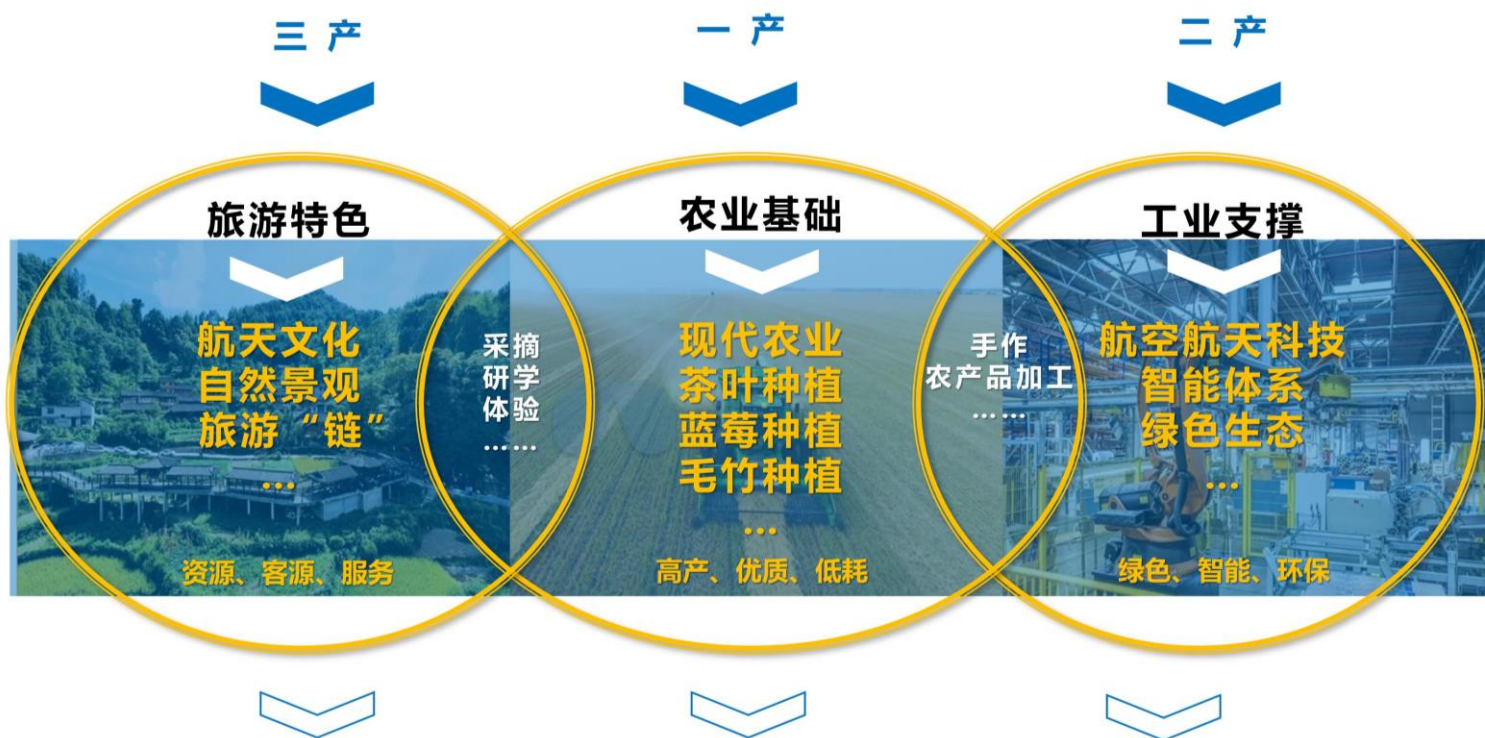 三 产
一 产
二 产
旅游特色
农业基础
工业支撑
航天文化
自然景观
旅游“链”
...
资源、客源、服务
采摘
研学
体验
……
现代农业
茶叶种植
蓝莓种植
毛竹种植
...
高产、优质、低耗
手作
农产品加工
……
航空航天科技
智能体系
绿色生态
...
绿色、智能、环保